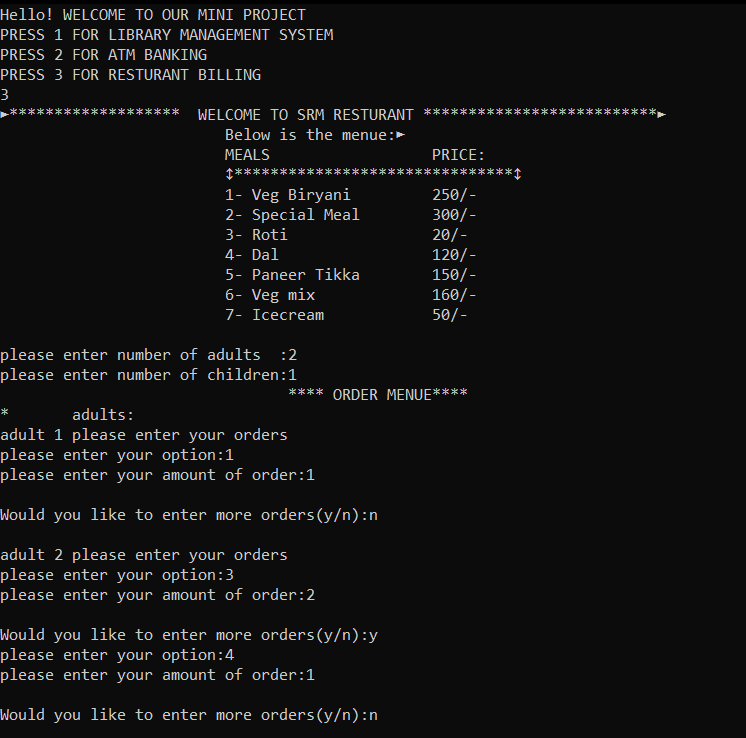 Hello! WELCOME TO OUR MINI PROJECT
PRESS 1 FOR LIBRARY MANAGEMENT SYSTEM
PRESS 2 FOR ATM BANKING
PRESS 3 FOR RESTURANT BILLING
3
►*******************  WELCOME TO SRM RESTURANT **************************►
Below is the menue:►
MEALS                  PRICE:
↕*******************************↕
1- Veg Biryani         250/-
2- Special Meal        300/-
3- Roti                20/-
4- Dal                 120/-
5- Paneer Tikka        150/-
6- Veg mix             160/-
7- Icecream            50/-
please enter number of adults  :2
please enter number of children:1
**** ORDER MENUE****
*       adults:
adult 1 please enter your orders
please enter your option:1
please enter your amount of order:1
Would you like to enter more orders(y/n):n
adult 2 please enter your orders
please enter your option:3
please enter your amount of order:2
Would you like to enter more orders(y/n):y
please enter your option:4
please enter your amount of order:1
Would you like to enter more orders(y/n):n